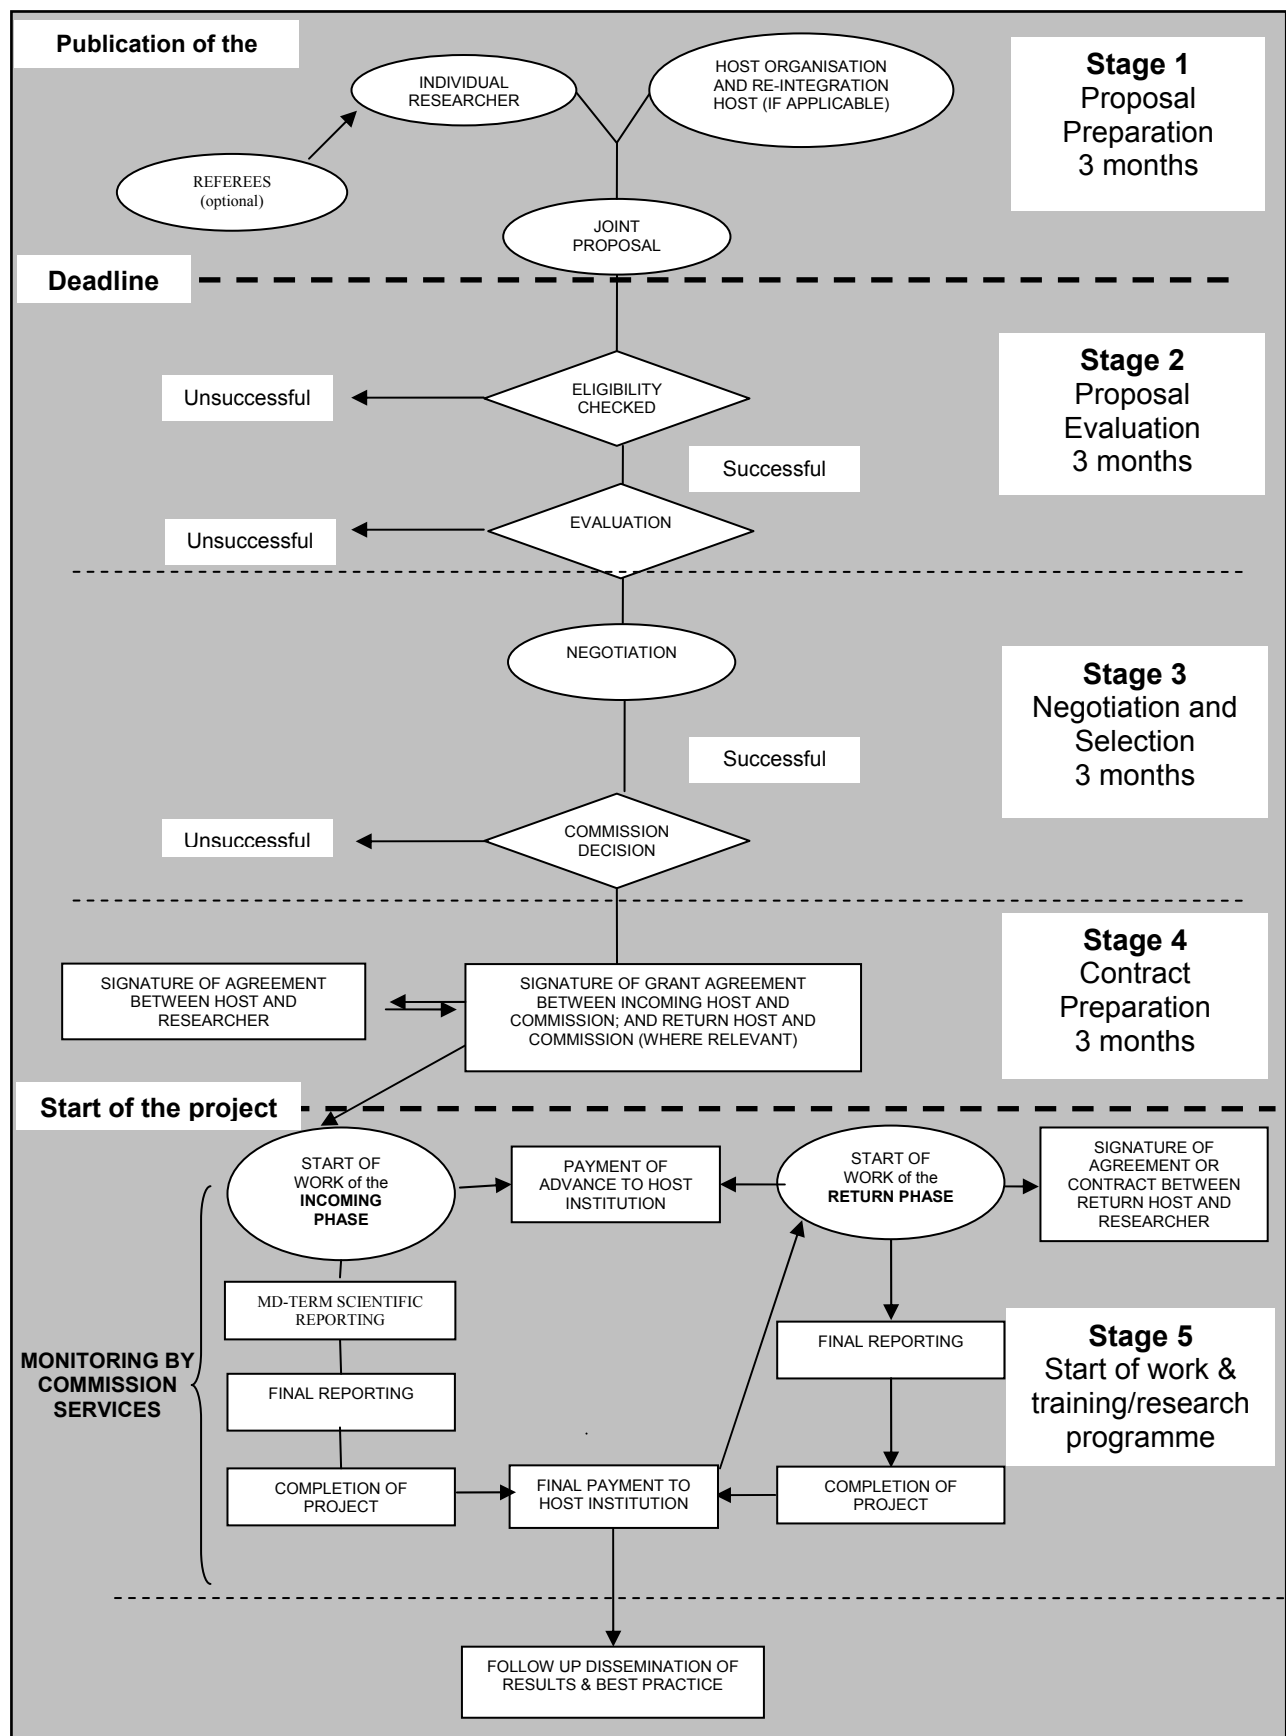 Publication of the
INDIVIDUAL
RESEARCHER
HOST ORGANISATION
AND RE-INTEGRATION
HOST (IF APPLICABLE)
Stage 1
Proposal
Preparation
3 months
REFEREES
(optional)
JOINT
PROPOSAL
Deadline
Stage 2
Proposal
Evaluation
3 months
Unsuccessful
ELIGIBILITY
CHECKED
Successful
Unsuccessful
EVALUATION
NEGOTIATION
Stage 3
Negotiation and
Selection
3 months
Successful
Unsuccessful
COMMISSION
DECISION
Stage 4
Contract
Preparation
3 months
SIGNATURE OF AGREEMENT
BETWEEN HOST AND
RESEARCHER
SIGNATURE OF GRANT AGREEMENT
BETWEEN INCOMING HOST AND
COMMISSION; AND RETURN HOST AND
COMMISSION (WHERE RELEVANT)
Start of the project
START OF
WORK of the
INCOMING
PHASE
PAYMENT OF
ADVANCE TO HOST
INSTITUTION
START OF
WORK of the
RETURN PHASE
SIGNATURE OF
AGREEMENT OR
CONTRACT BETWEEN
RETURN HOST AND
RESEARCHER
MD-TERM SCIENTIFIC
REPORTING
FINAL REPORTING
Stage 5
Start of work &
training/research
programme
MONITORING BY
COMMISSION
SERVICES
FINAL REPORTING
COMPLETION OF
PROJECT
FINAL PAYMENT TO
HOST INSTITUTION
COMPLETION OF
PROJECT
FOLLOW UP DISSEMINATION OF
RESULTS & BEST PRACTICE